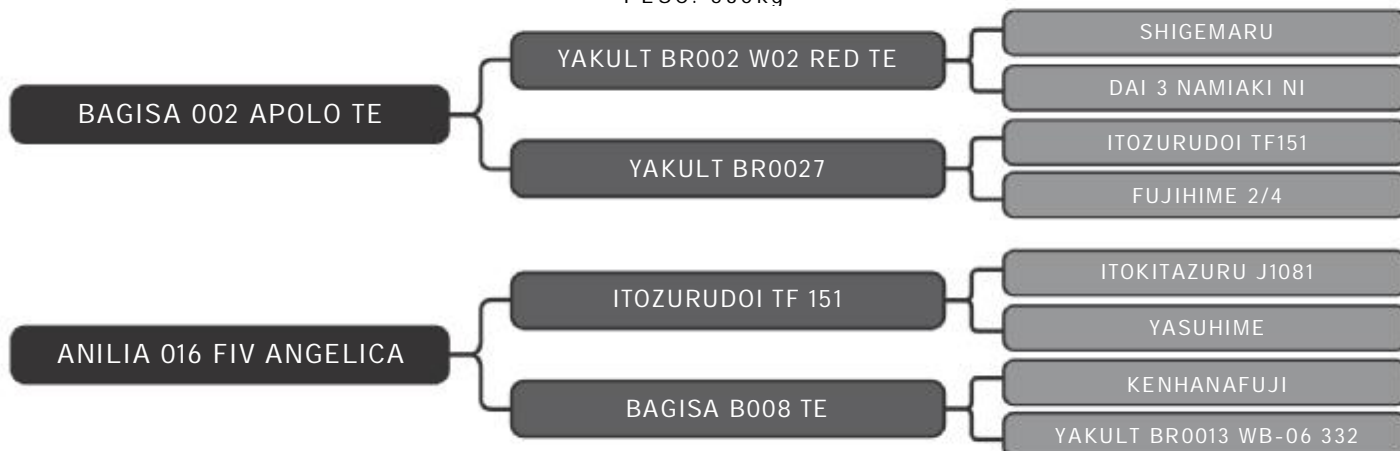 BAGISA 002 APOLO TE
YAKULT BR002 W02 RED TE
SHIGEMARU
DAI 3 NAMIAKI NI
YAKULT BR0027
ITOZURUDOI TF151
FUJIHIME 2/4
ANILIA 016 FIV ANGELICA
ITOZURUDOI TF 151
ITOKITAZURU J1081
YASUHIME
BAGISA B008 TE
KENHANAFUJI
YAKULT BR0013 WB-06 332